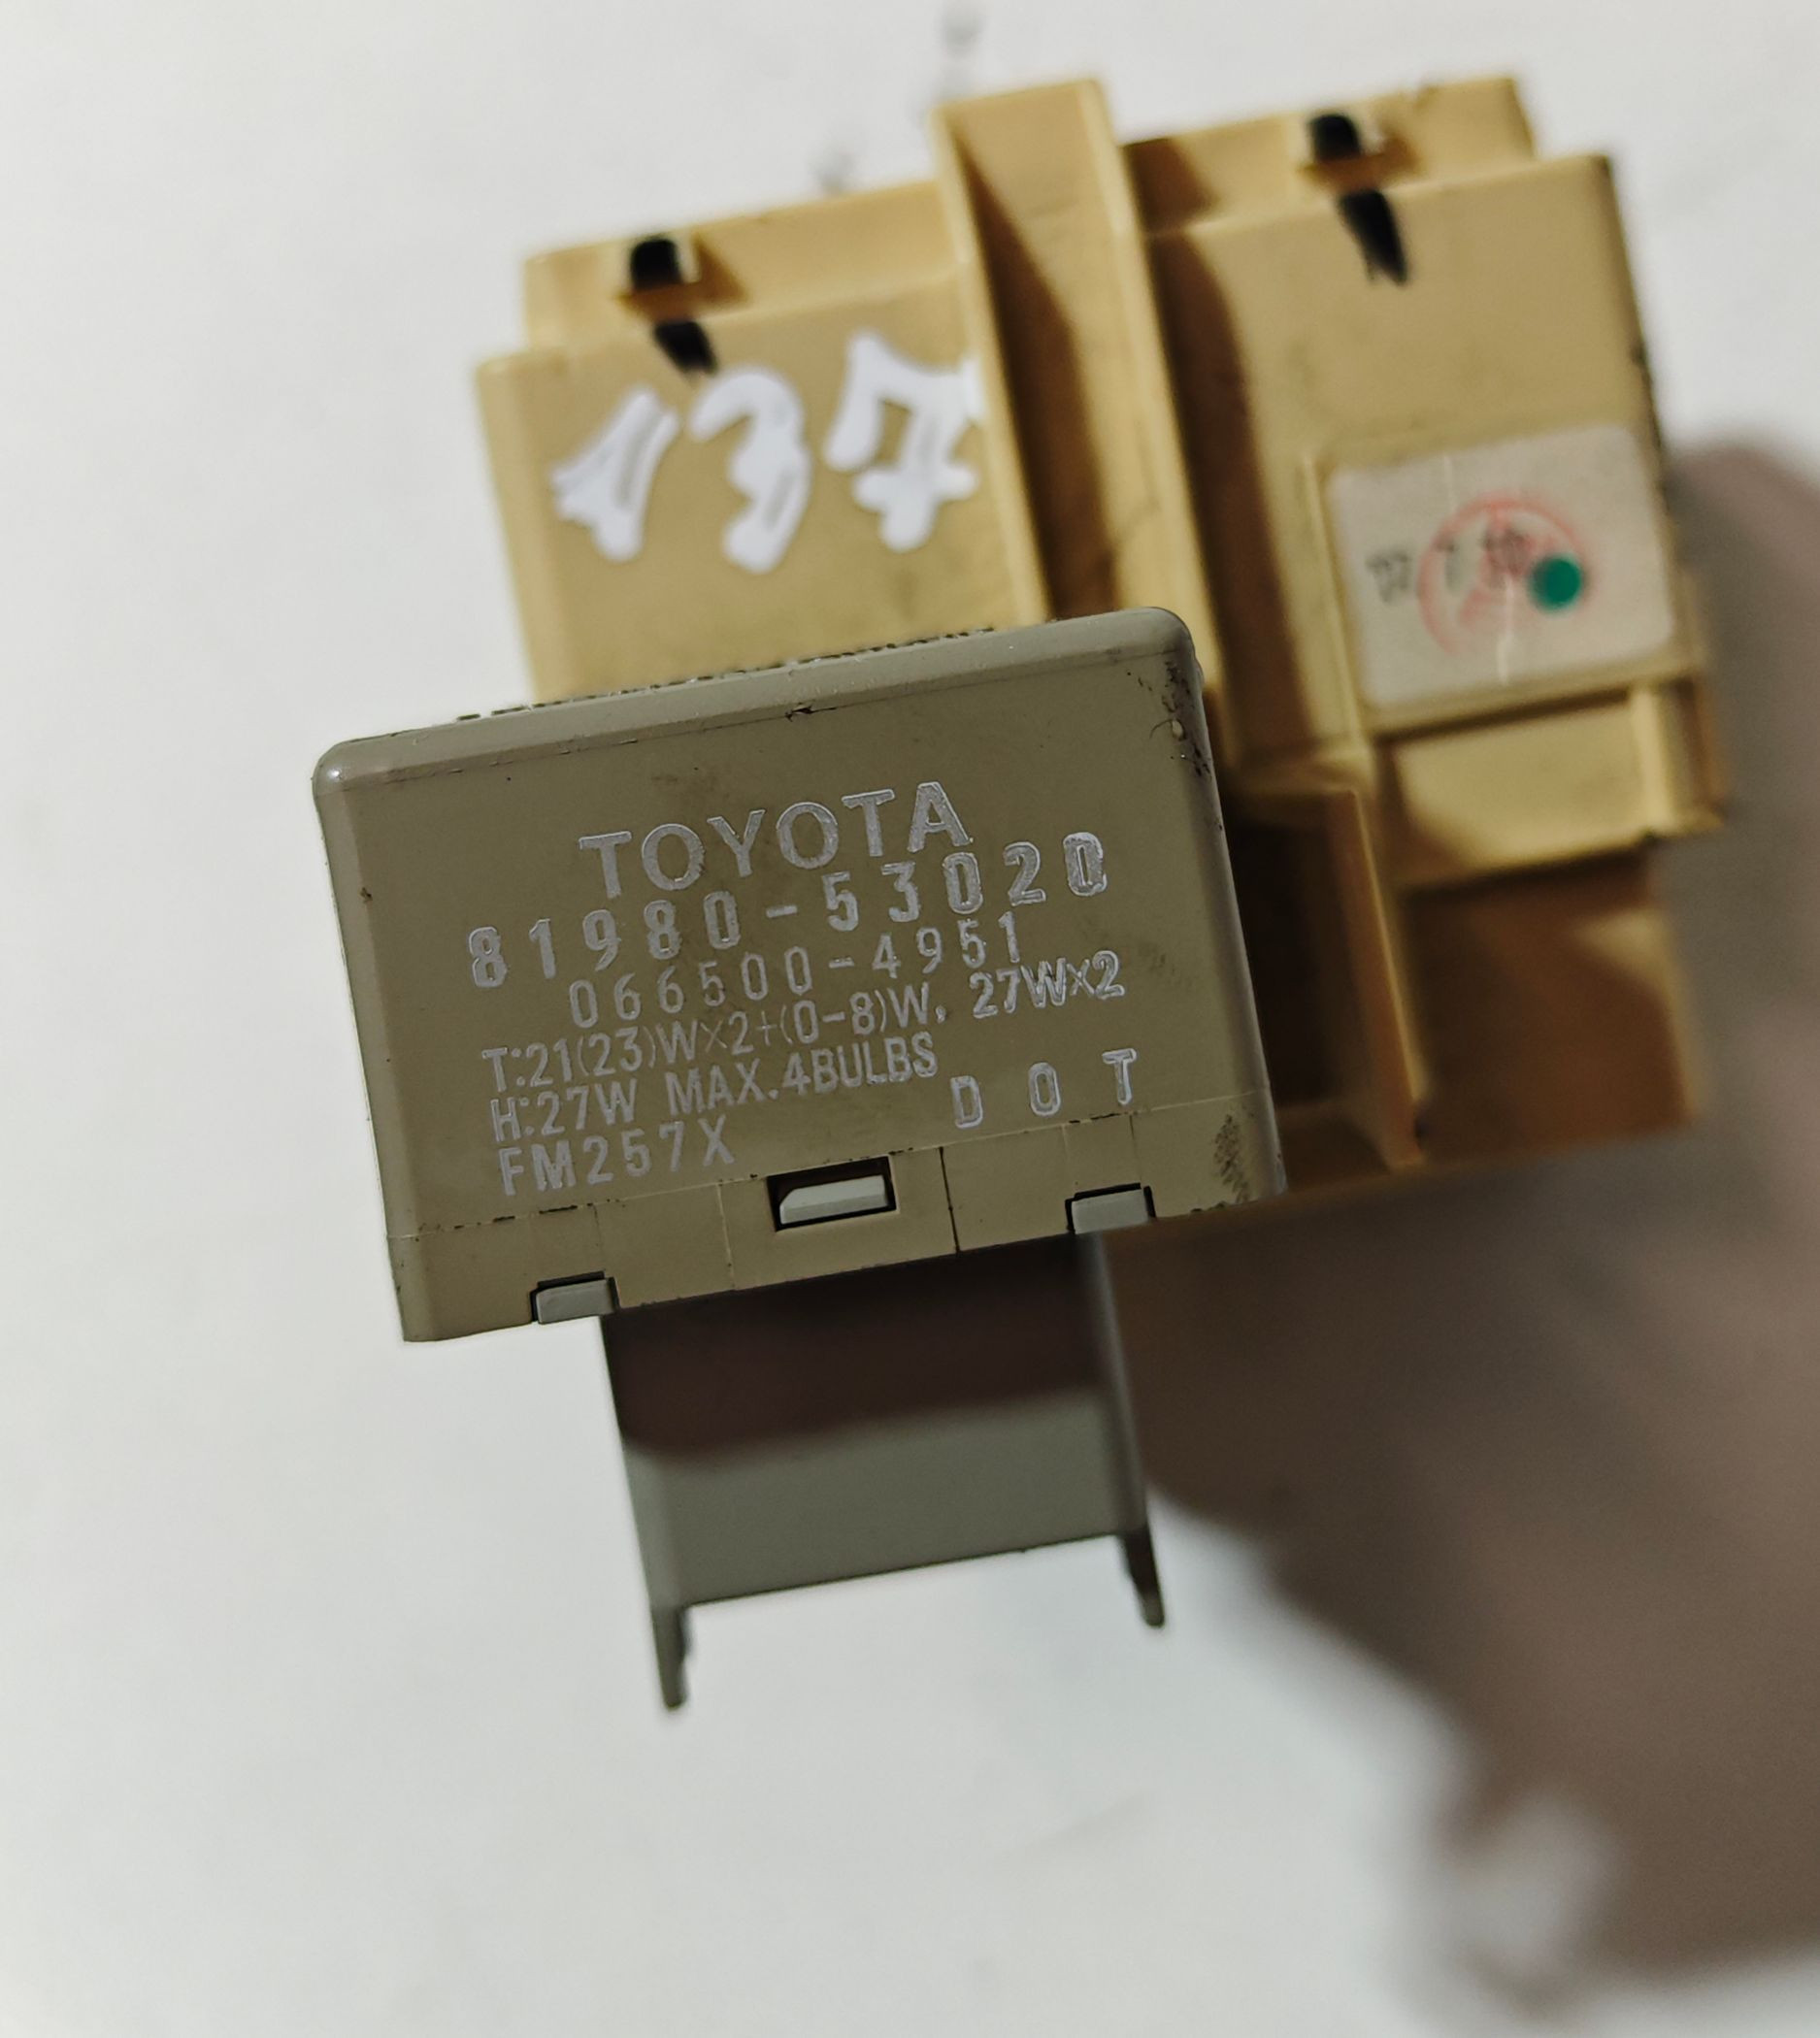 TOYOTA
81980-53020
066500-4951
T:21(23)W×2+(0-8)W, 27W×2
H:27W MAX.4BULBS
DOT
FM257X